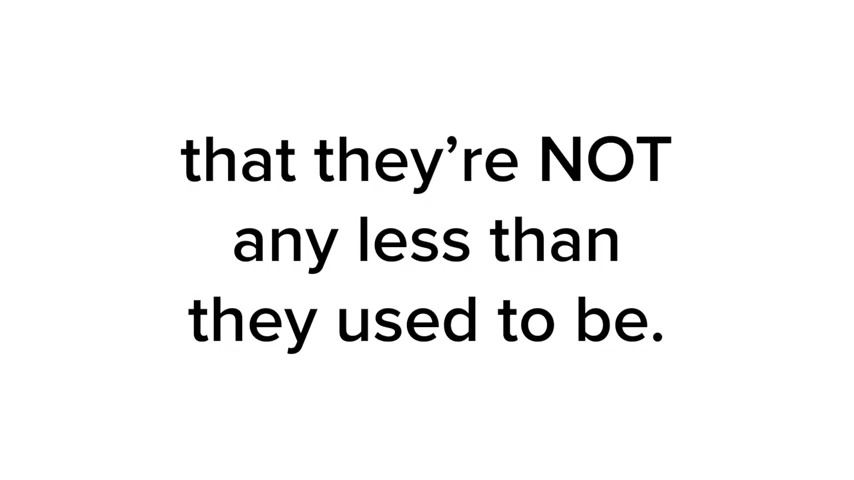 that they’re NOT
any less than
they used to be.